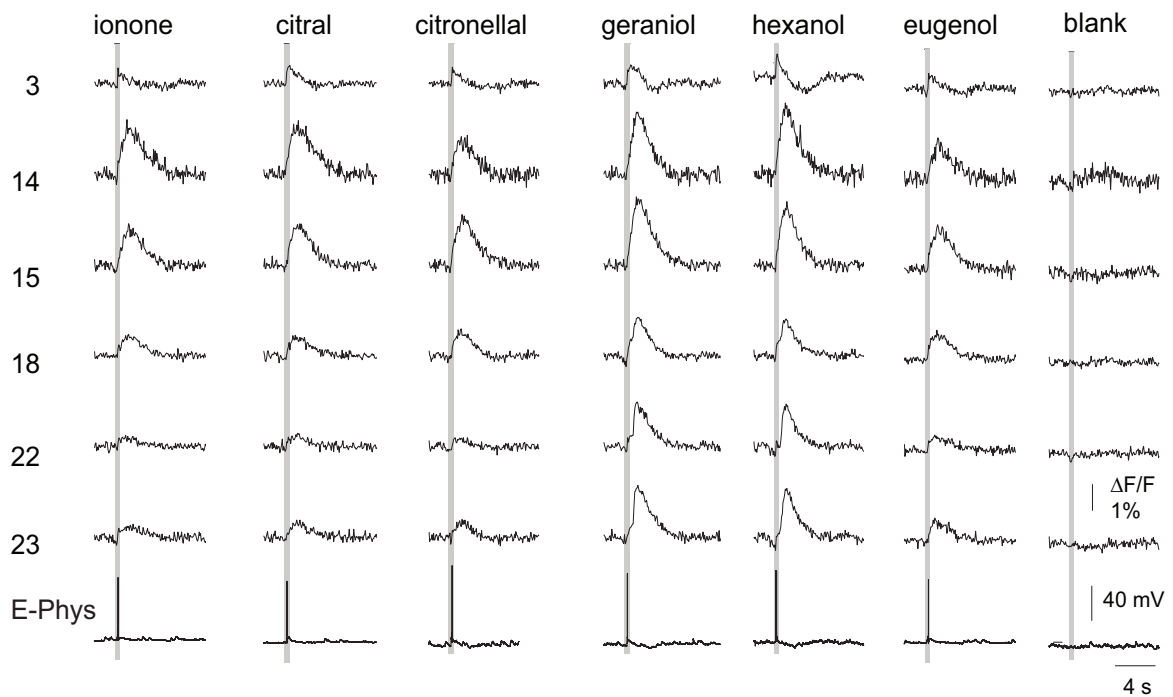 ionone citral citronellal geraniol hexanol eugenol blank
3
14
15
18
22
ΔF/F
1%
23
E-Phys
40 mV
4 s